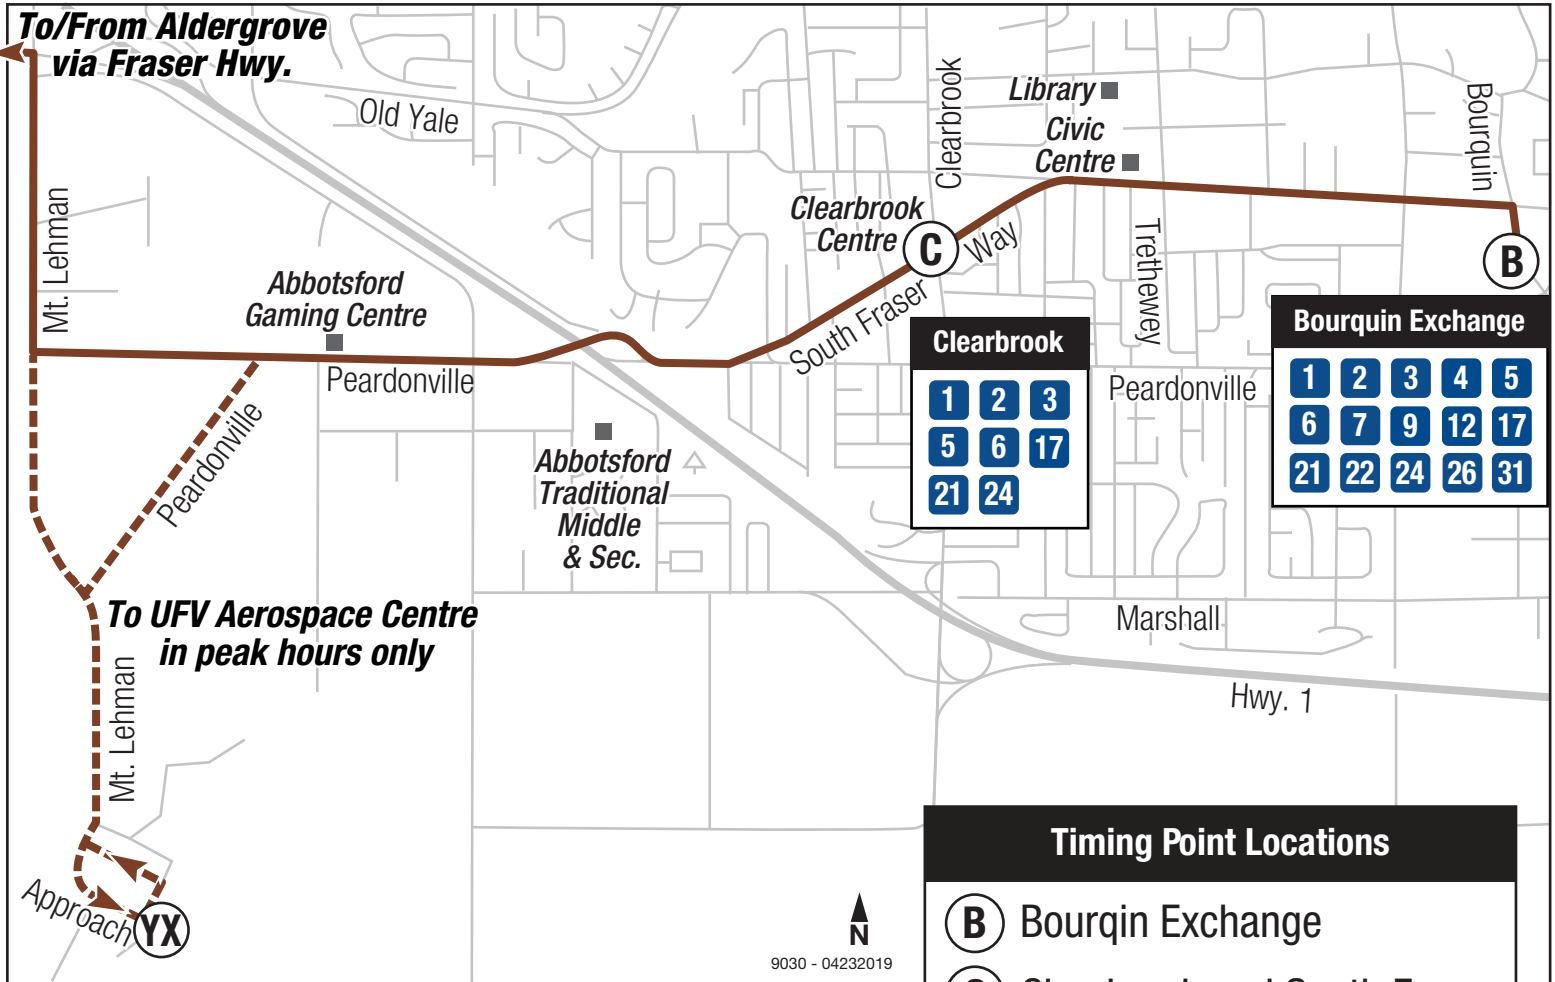 To/From Aldergrove
via Fraser Hwy.
Old Yale
Clearbrook
Library
Civic
Centre
Bourquin
Mt. Lehman
Clearbrook
Centre
C
Way
Trethewey
B
Abbotsford
Gaming Centre
South Fraser
Peardonville
Peardonville
Peardonville
Clearbrook
1 2 3
5 6 17
21 24
Bourquin Exchange
1 2 3 4 5
6 7 9 12 17
21 22 24 26 31
Abbotsford
Traditional
Middle
& Sec.
To UFV Aerospace Centre
in peak hours only
Marshall
Mt. Lehman
Hwy. 1
Approach
YX
N
9030 - 04232019
Timing Point Locations
B Bourqin Exchange